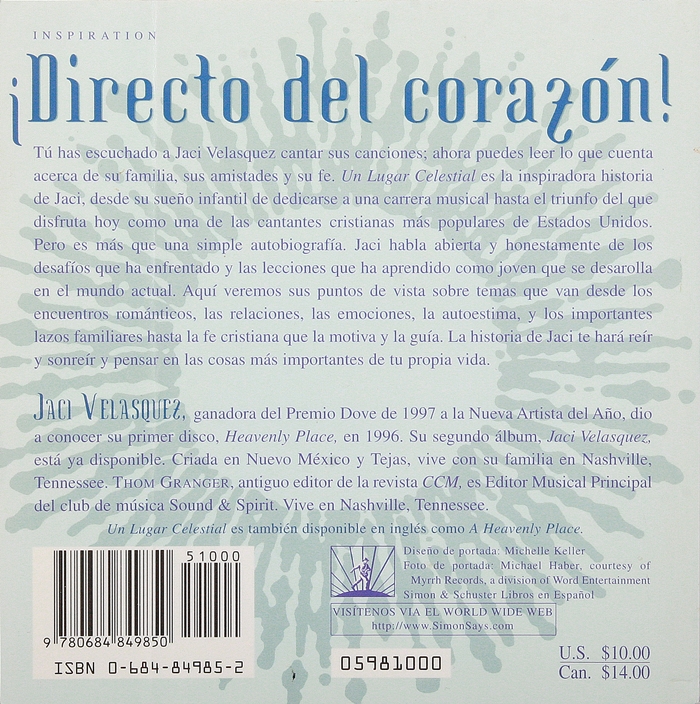 INSPIRATION
¡Directo del corazón!
Tú has escuchado a Jaci Velasquez cantar sus canciones; ahora puedes leer lo que cuenta
acerca de su familia, sus amistades y su fe. Un Lugar Celestial es la inspiradora historia
de Jaci, desde su sueño infantil de dedicarse a una carrera musical hasta el triunfo del que
disfruta hoy como una de las cantantes cristianas más populares de Estados Unidos.
Pero es más que una simple autobiografía. Jaci habla abierta y honestamente de los
desafíos que ha enfrentado y las lecciones que ha aprendido como joven que se desarolla
en el mundo actual. Aquí veremos sus puntos de vista sobre temas que van desde los
encuentros románticos, las relaciones, las emociones, la autoestima, y los importantes
lazos familiares hasta la fe cristiana que la motiva y la guía. La historia de Jaci te hará reír
y sonreír y pensar en las cosas más importantes de tu propia vida.
JACI VELASQUEZ, ganadora del Premio Dove de 1997 a la Nueva Artista del Año, dio
a conocer su primer disco, Heavenly Place, en 1996. Su segundo álbum, Jaci Velasquez,
está ya disponible. Criada en Nuevo México y Tejas, vive con su familia en Nashville,
Tennessee. THOM GRANGER, antiguo editor de la revista CCM, es Editor Musical Principal
del club de música Sound & Spirit. Vive en Nashville, Tennessee.
Un Lugar Celestial es también disponible en inglés como A Heavenly Place.
51000
9 780684 849850
ISBN 0-684-84985-2
Diseño de portada: Michelle Keller
Foto de portada: Michael Haber, courtesy of
Myrrh Records, a division of Word Entertainment
Simon & Schuster Libros en Español
VISÍTENOS VIA EL WORLD WIDE WEB
http://www.SimonSays.com
05981000
U.S. $10.00
Can. $14.00